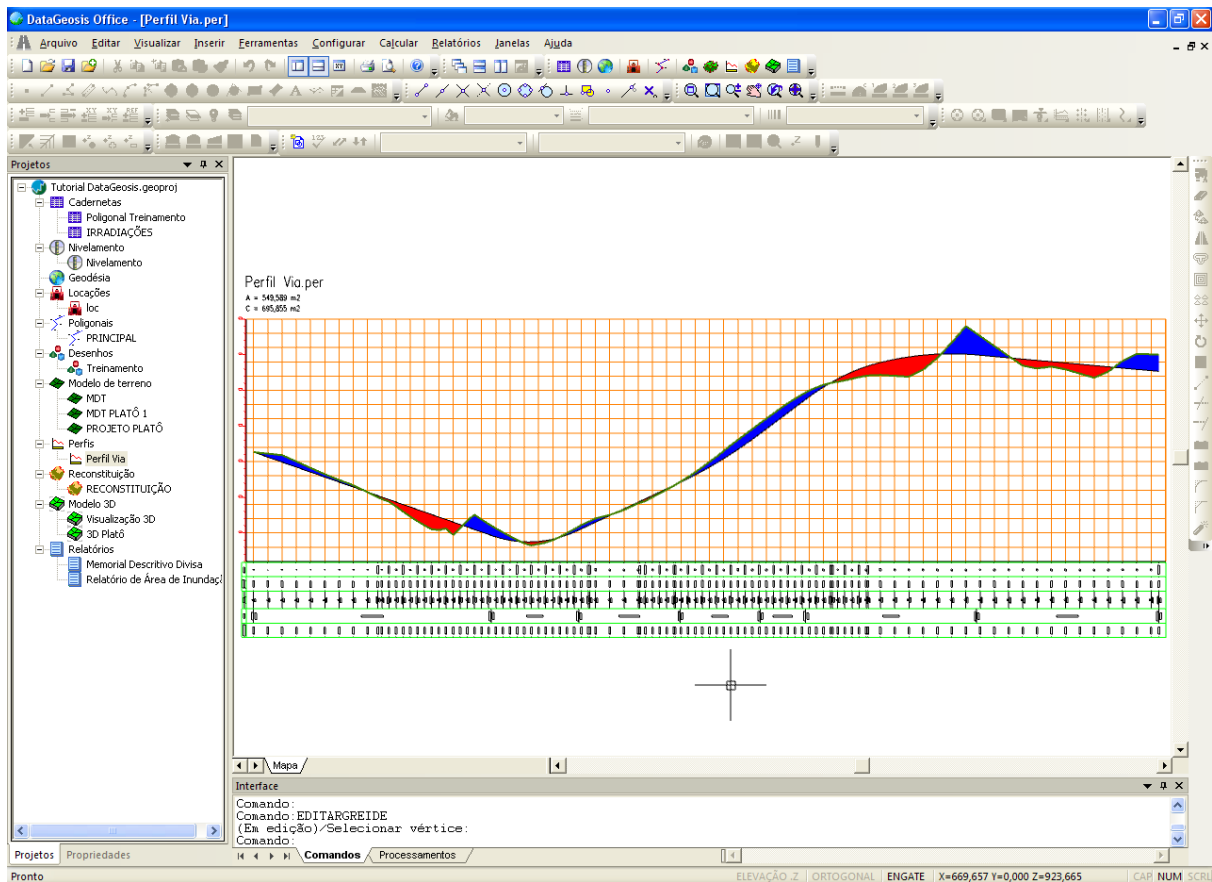 DataGeosis Office - [Perfil Via.per]
Arquivo Editar Visualizar Inserir Ferramentas Configurar Calcular Relatórios Janelas Ajuda
Projetos
Tutorial DataGeosis.geoproj
Cadernetas
Poligonal Treinamento
IRRADIAÇÕES
Nivelamento
Nivelamento
Geodésia
Locações
loc
Poligonais
PRINCIPAL
Desenhos
Treinamento
Modelo de terreno
MDT
MDT PLATÔ 1
PROJETO PLATÔ
Perfis
Perfil Via
Reconstituição
RECONSTITUIÇÃO
Modelo 3D
Visualização 3D
3D Platô
Relatórios
Memorial Descritivo Divisa
Relatório de Área de Inundaç
Projetos Propriedades
Perfil Via.per
A = 549,589 m2
C = 695,855 m2
Mapa
Interface
Comando:
Comando:EDITARGREIDE
(Em edição)/Selecionar vértice:
Comando:
Comandos Processamentos
Pronto
ELEVAÇÃO .Z ORTOGONAL ENGATE X=669,657 Y=0,000 Z=923,665 CAP NUM SCRL